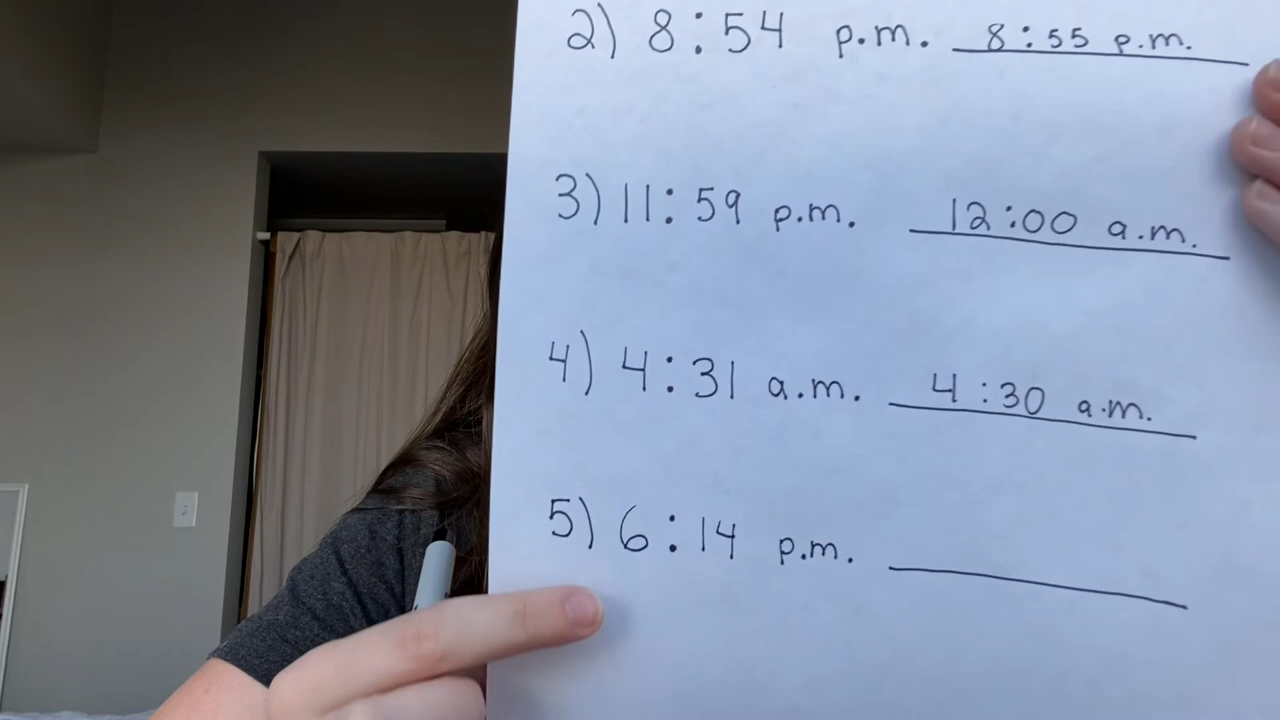 2) 8:54 p.m. 8:55 p.m.
3) 11:59 p.m. 12:00 a.m.
4) 4:31 a.m. 4:30 a.m.
5) 6:14 p.m.